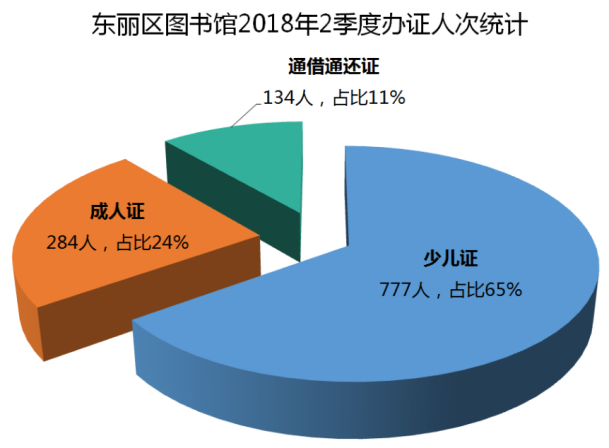 东丽区图书馆2018年2季度办证人次统计
通借通还证
134人，占比11%
成人证
284人，占比24%
少儿证
777人，占比65%